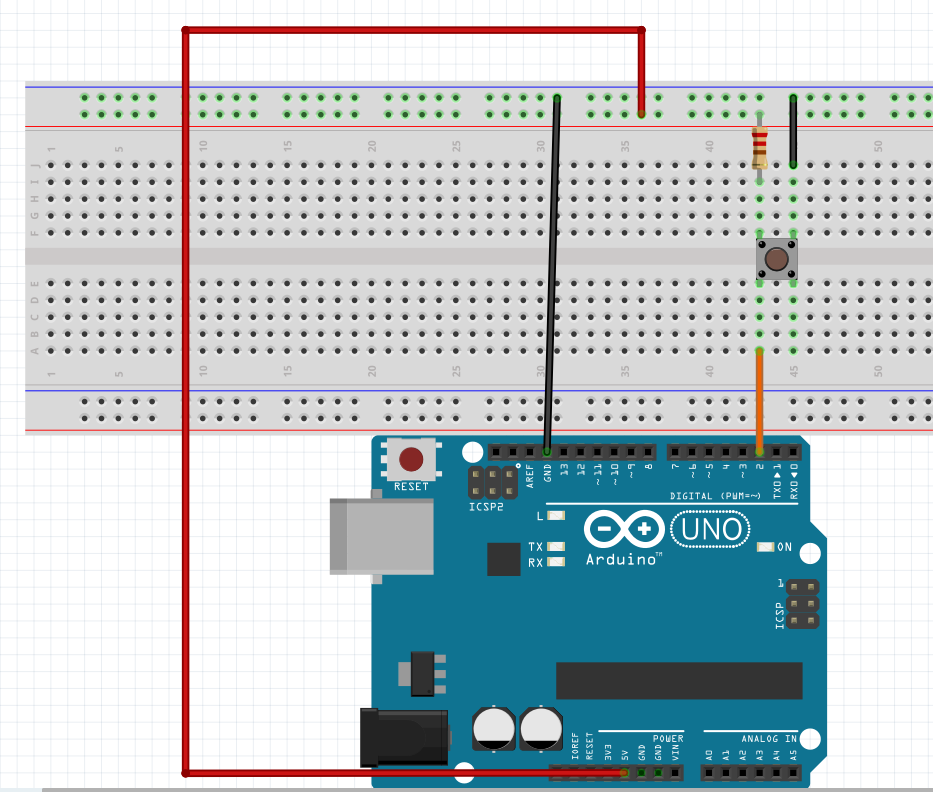 1 5 10 15 20 25 30 35 40 45 50
J
I
H
G
F
E
D
C
B
A
1 5 10 15 20 25 30 35 40 45 50
RESET
ICSP2
AREF
GND
13
12
~11
~10
~9
8
7
~6
~5
4
~3
2
TXD▶1
RXD◀0
DIGITAL (PWM=~)
L
TX
RX
Arduino™
UNO
ON
1
ICSP
POWER
ANALOG IN
IOREF
RESET
3V3
5V
GND
GND
VIN
A0
A1
A2
A3
A4
A5